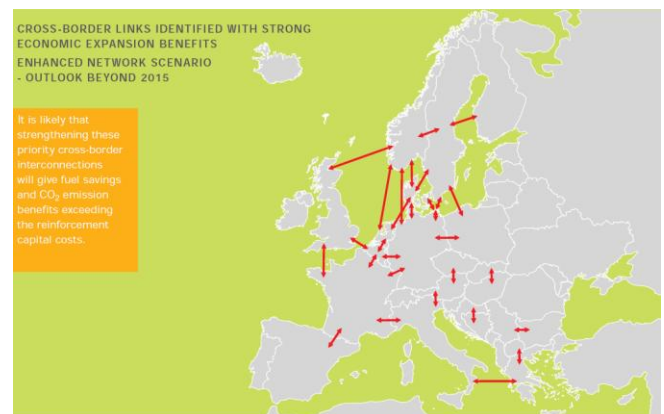 CROSS-BORDER LINKS IDENTIFIED WITH STRONG
ECONOMIC EXPANSION BENEFITS
ENHANCED NETWORK SCENARIO
- OUTLOOK BEYOND 2015
It is likely that
strengthening these
priority cross-border
interconnections
will give fuel savings
and CO₂ emission
benefits exceeding
the reinforcement
capital costs.